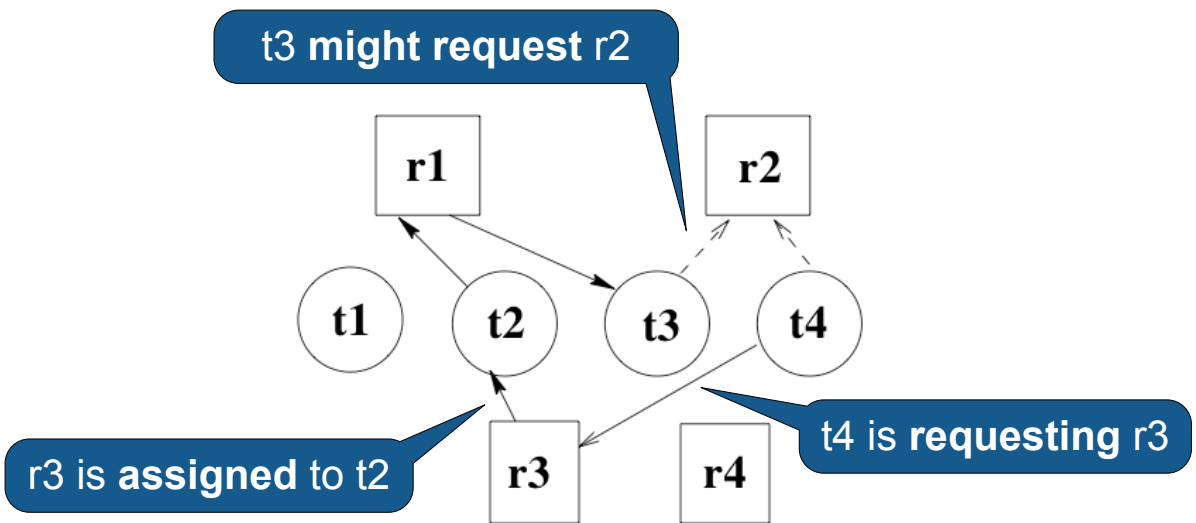 t3 might request r2
r1
r2
t1
t2
t3
t4
r3 is assigned to t2
r3
r4
t4 is requesting r3